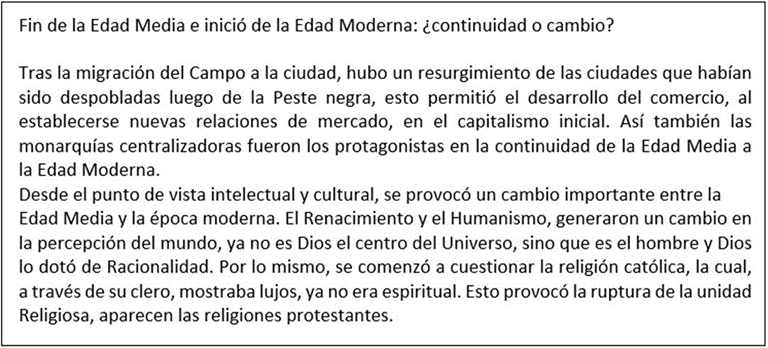 Fin de la Edad Media e inició de la Edad Moderna: ¿continuidad o cambio?
Tras la migración del Campo a la ciudad, hubo un resurgimiento de las ciudades que habían
sido despobladas luego de la Peste negra, esto permitió el desarrollo del comercio, al
establecerse nuevas relaciones de mercado, en el capitalismo inicial. Así también las
monarquías centralizadoras fueron los protagonistas en la continuidad de la Edad Media a
la Edad Moderna.
Desde el punto de vista intelectual y cultural, se provocó un cambio importante entre la
Edad Media y la época moderna. El Renacimiento y el Humanismo, generaron un cambio en
la percepción del mundo, ya no es Dios el centro del Universo, sino que es el hombre y Dios
lo dotó de Racionalidad. Por lo mismo, se comenzó a cuestionar la religión católica, la cual,
a través de su clero, mostraba lujos, ya no era espiritual. Esto provocó la ruptura de la unidad
Religiosa, aparecen las religiones protestantes.